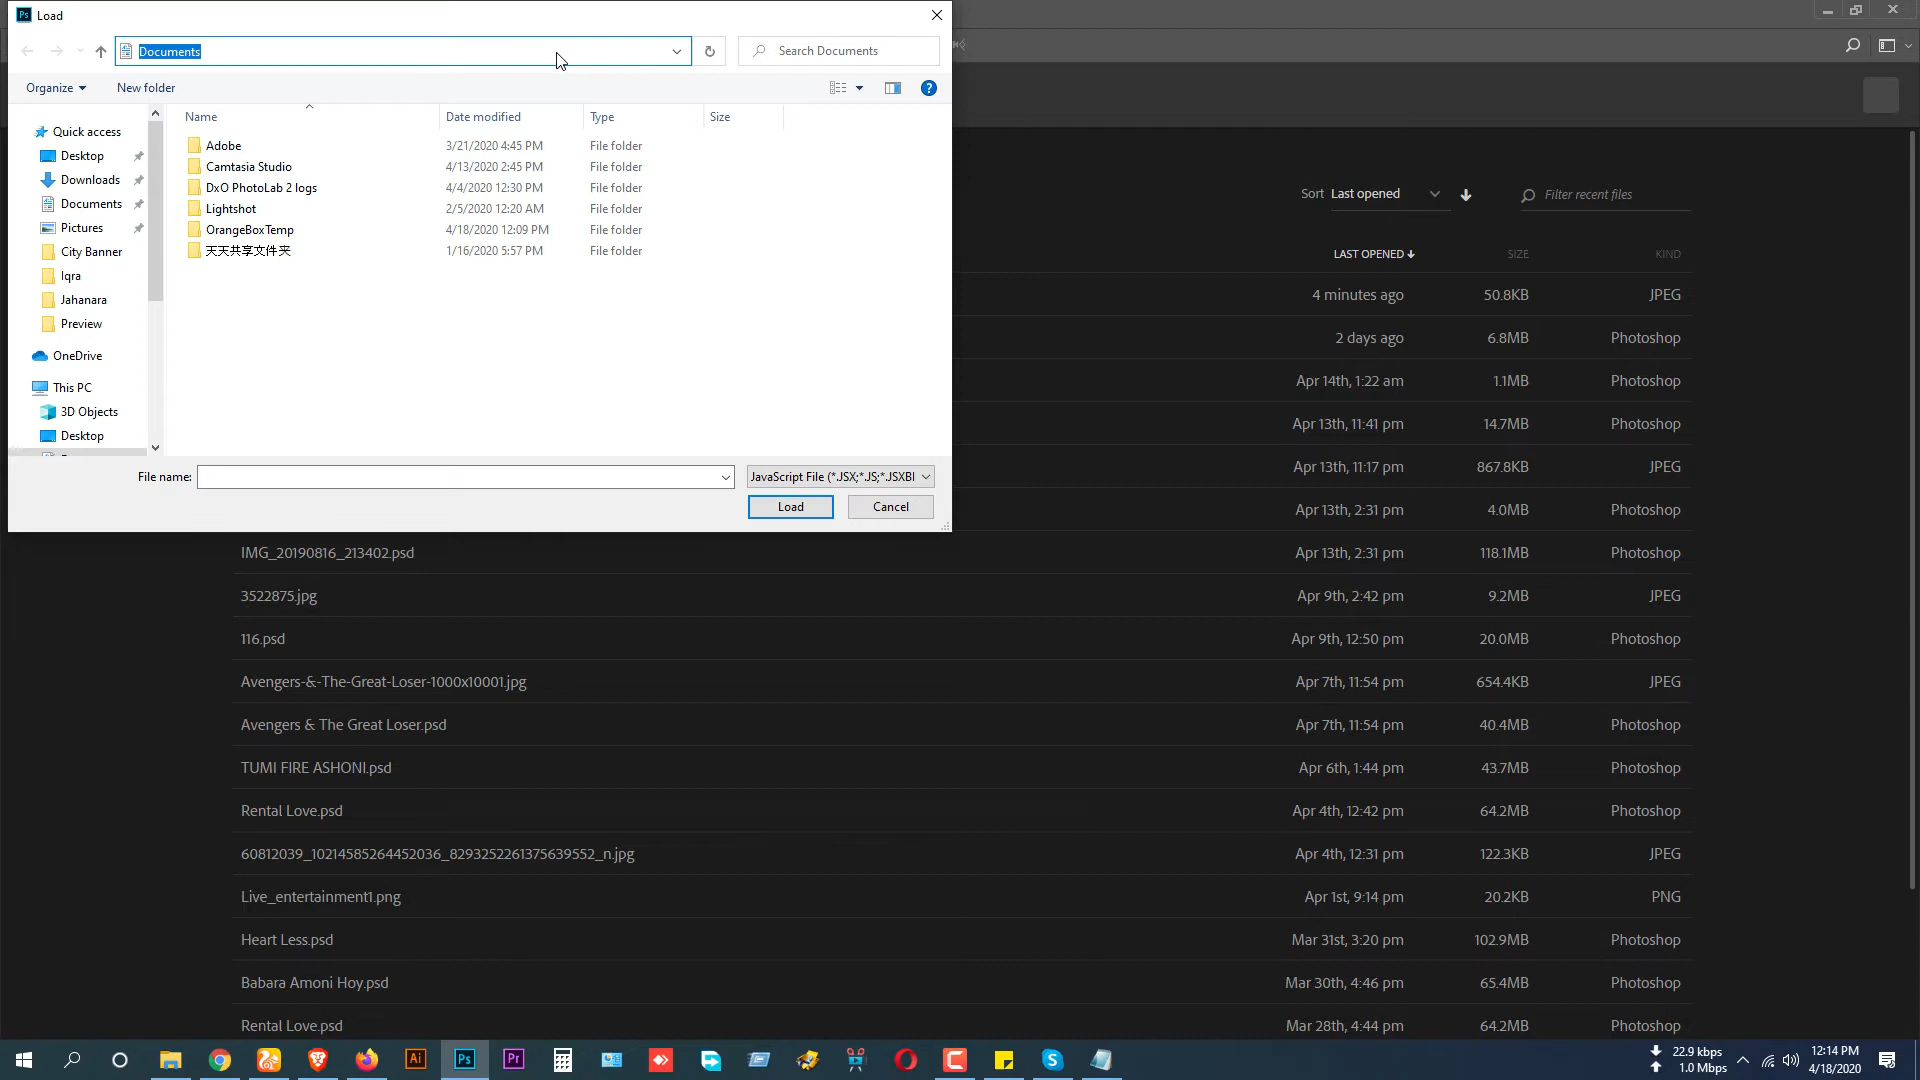 Ps Load
Documents
Search Documents
Organize
New folder
Name Date modified Type Size
Adobe 3/21/2020 4:45 PM File folder
Camtasia Studio 4/13/2020 2:45 PM File folder
DxO PhotoLab 2 logs 4/4/2020 12:30 PM File folder
Lightshot 2/5/2020 12:20 AM File folder
OrangeBoxTemp 4/18/2020 12:09 PM File folder
天天共享文件夹 1/16/2020 5:57 PM File folder
Quick access
Desktop
Downloads
Documents
Pictures
City Banner
Iqra
Jahanara
Preview
OneDrive
This PC
3D Objects
Desktop
File name:
JavaScript File (*.JSX;*.JS;*.JSXBI
Load
Cancel
Sort Last opened
Filter recent files
LAST OPENED SIZE KIND
4 minutes ago 50.8KB JPEG
2 days ago 6.8MB Photoshop
Apr 14th, 1:22 am 1.1MB Photoshop
Apr 13th, 11:41 pm 14.7MB Photoshop
Apr 13th, 11:17 pm 867.8KB JPEG
Apr 13th, 2:31 pm 4.0MB Photoshop
IMG_20190816_213402.psd Apr 13th, 2:31 pm 118.1MB Photoshop
3522875.jpg Apr 9th, 2:42 pm 9.2MB JPEG
116.psd Apr 9th, 12:50 pm 20.0MB Photoshop
Avengers-&-The-Great-Loser-1000x10001.jpg Apr 7th, 11:54 pm 654.4KB JPEG
Avengers & The Great Loser.psd Apr 7th, 11:54 pm 40.4MB Photoshop
TUMI FIRE ASHONI.psd Apr 6th, 1:44 pm 43.7MB Photoshop
Rental Love.psd Apr 4th, 12:42 pm 64.2MB Photoshop
60812039_10214585264452036_8293252261375639552_n.jpg Apr 4th, 12:31 pm 122.3KB JPEG
Live_entertainment1.png Apr 1st, 9:14 pm 20.2KB PNG
Heart Less.psd Mar 31st, 3:20 pm 102.9MB Photoshop
Babara Amoni Hoy.psd Mar 30th, 4:46 pm 65.4MB Photoshop
Rental Love.psd Mar 28th, 4:44 pm 64.2MB Photoshop
Ai Ps Pr
22.9 kbps
1.0 Mbps
12:14 PM
4/18/2020